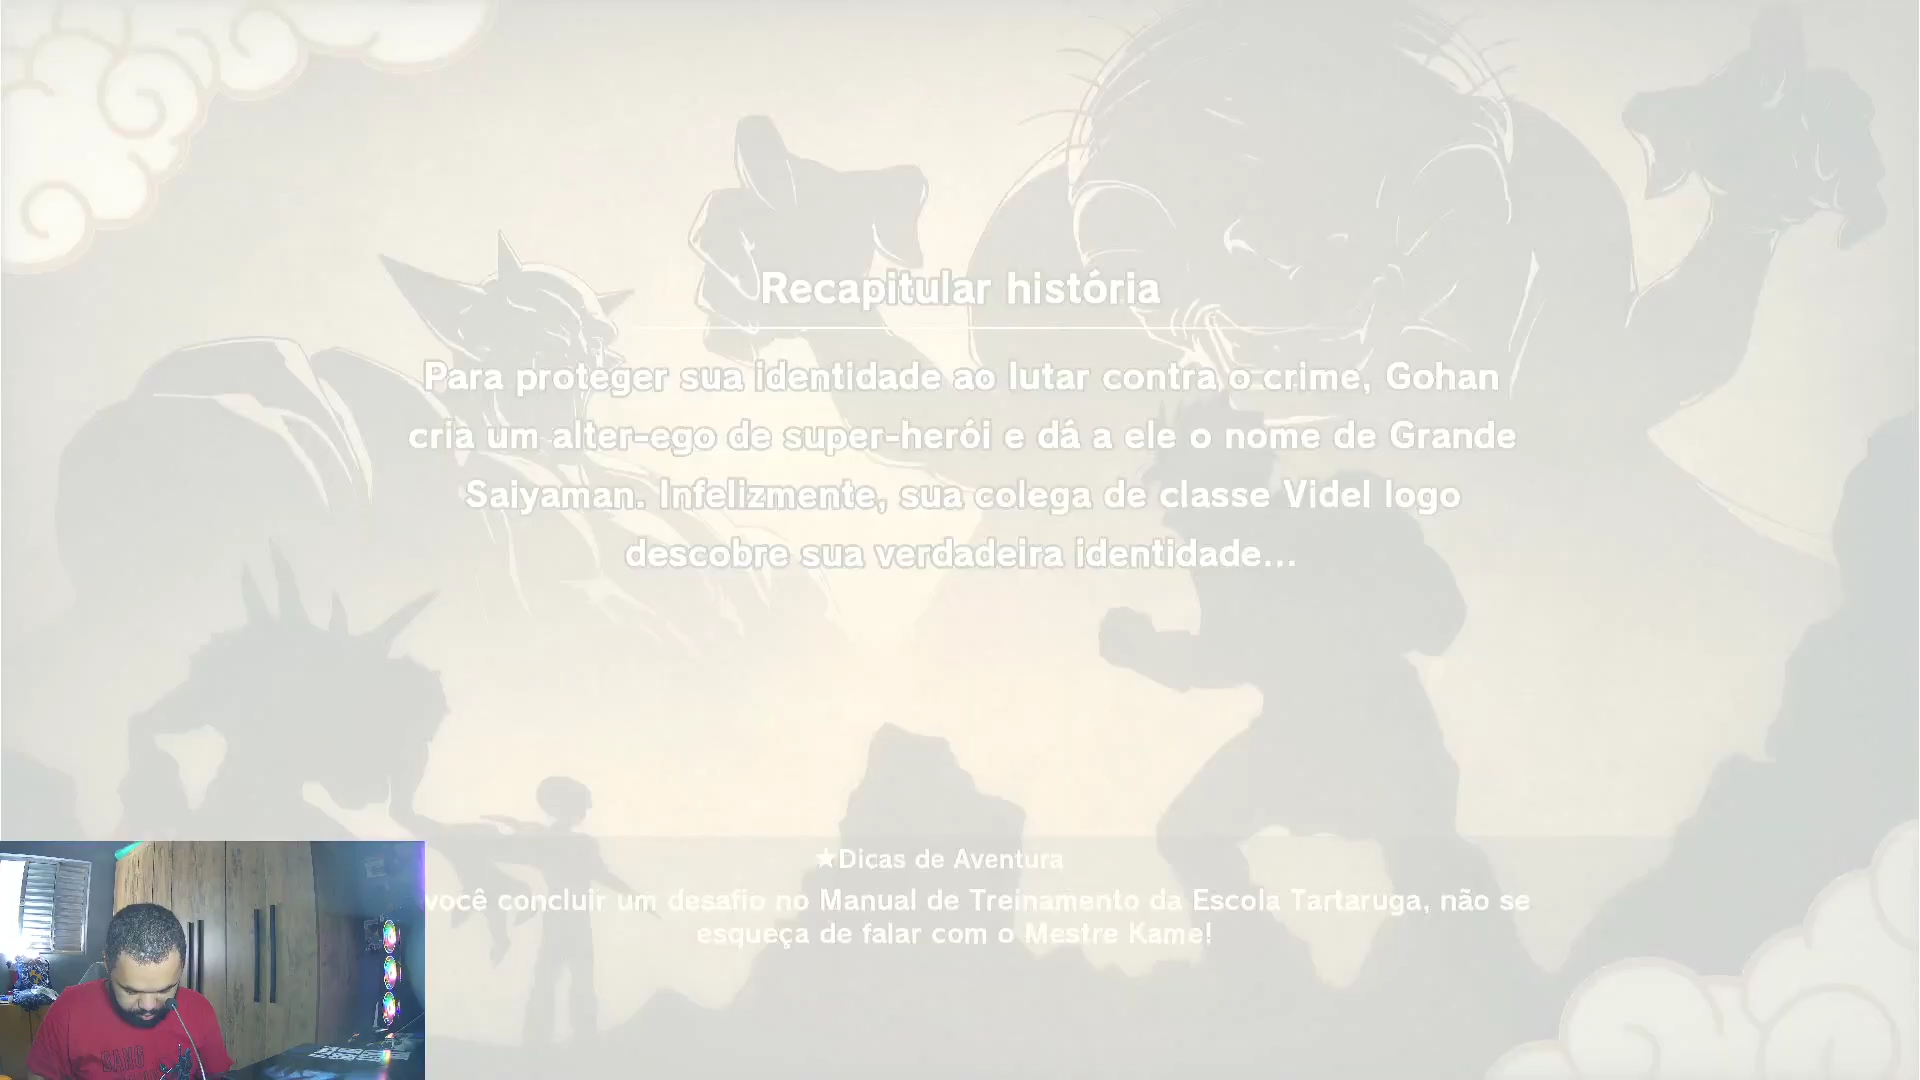 Recapitular história
Para proteger sua identidade ao lutar contra o crime, Gohan
cria um alter-ego de super-herói e dá a ele o nome de Grande
Saiyaman. Infelizmente, sua colega de classe Videl logo
descobre sua verdadeira identidade...
★Dicas de Aventura
você concluir um desafio no Manual de Treinamento da Escola Tartaruga, não se
esqueça de falar com o Mestre Kame!